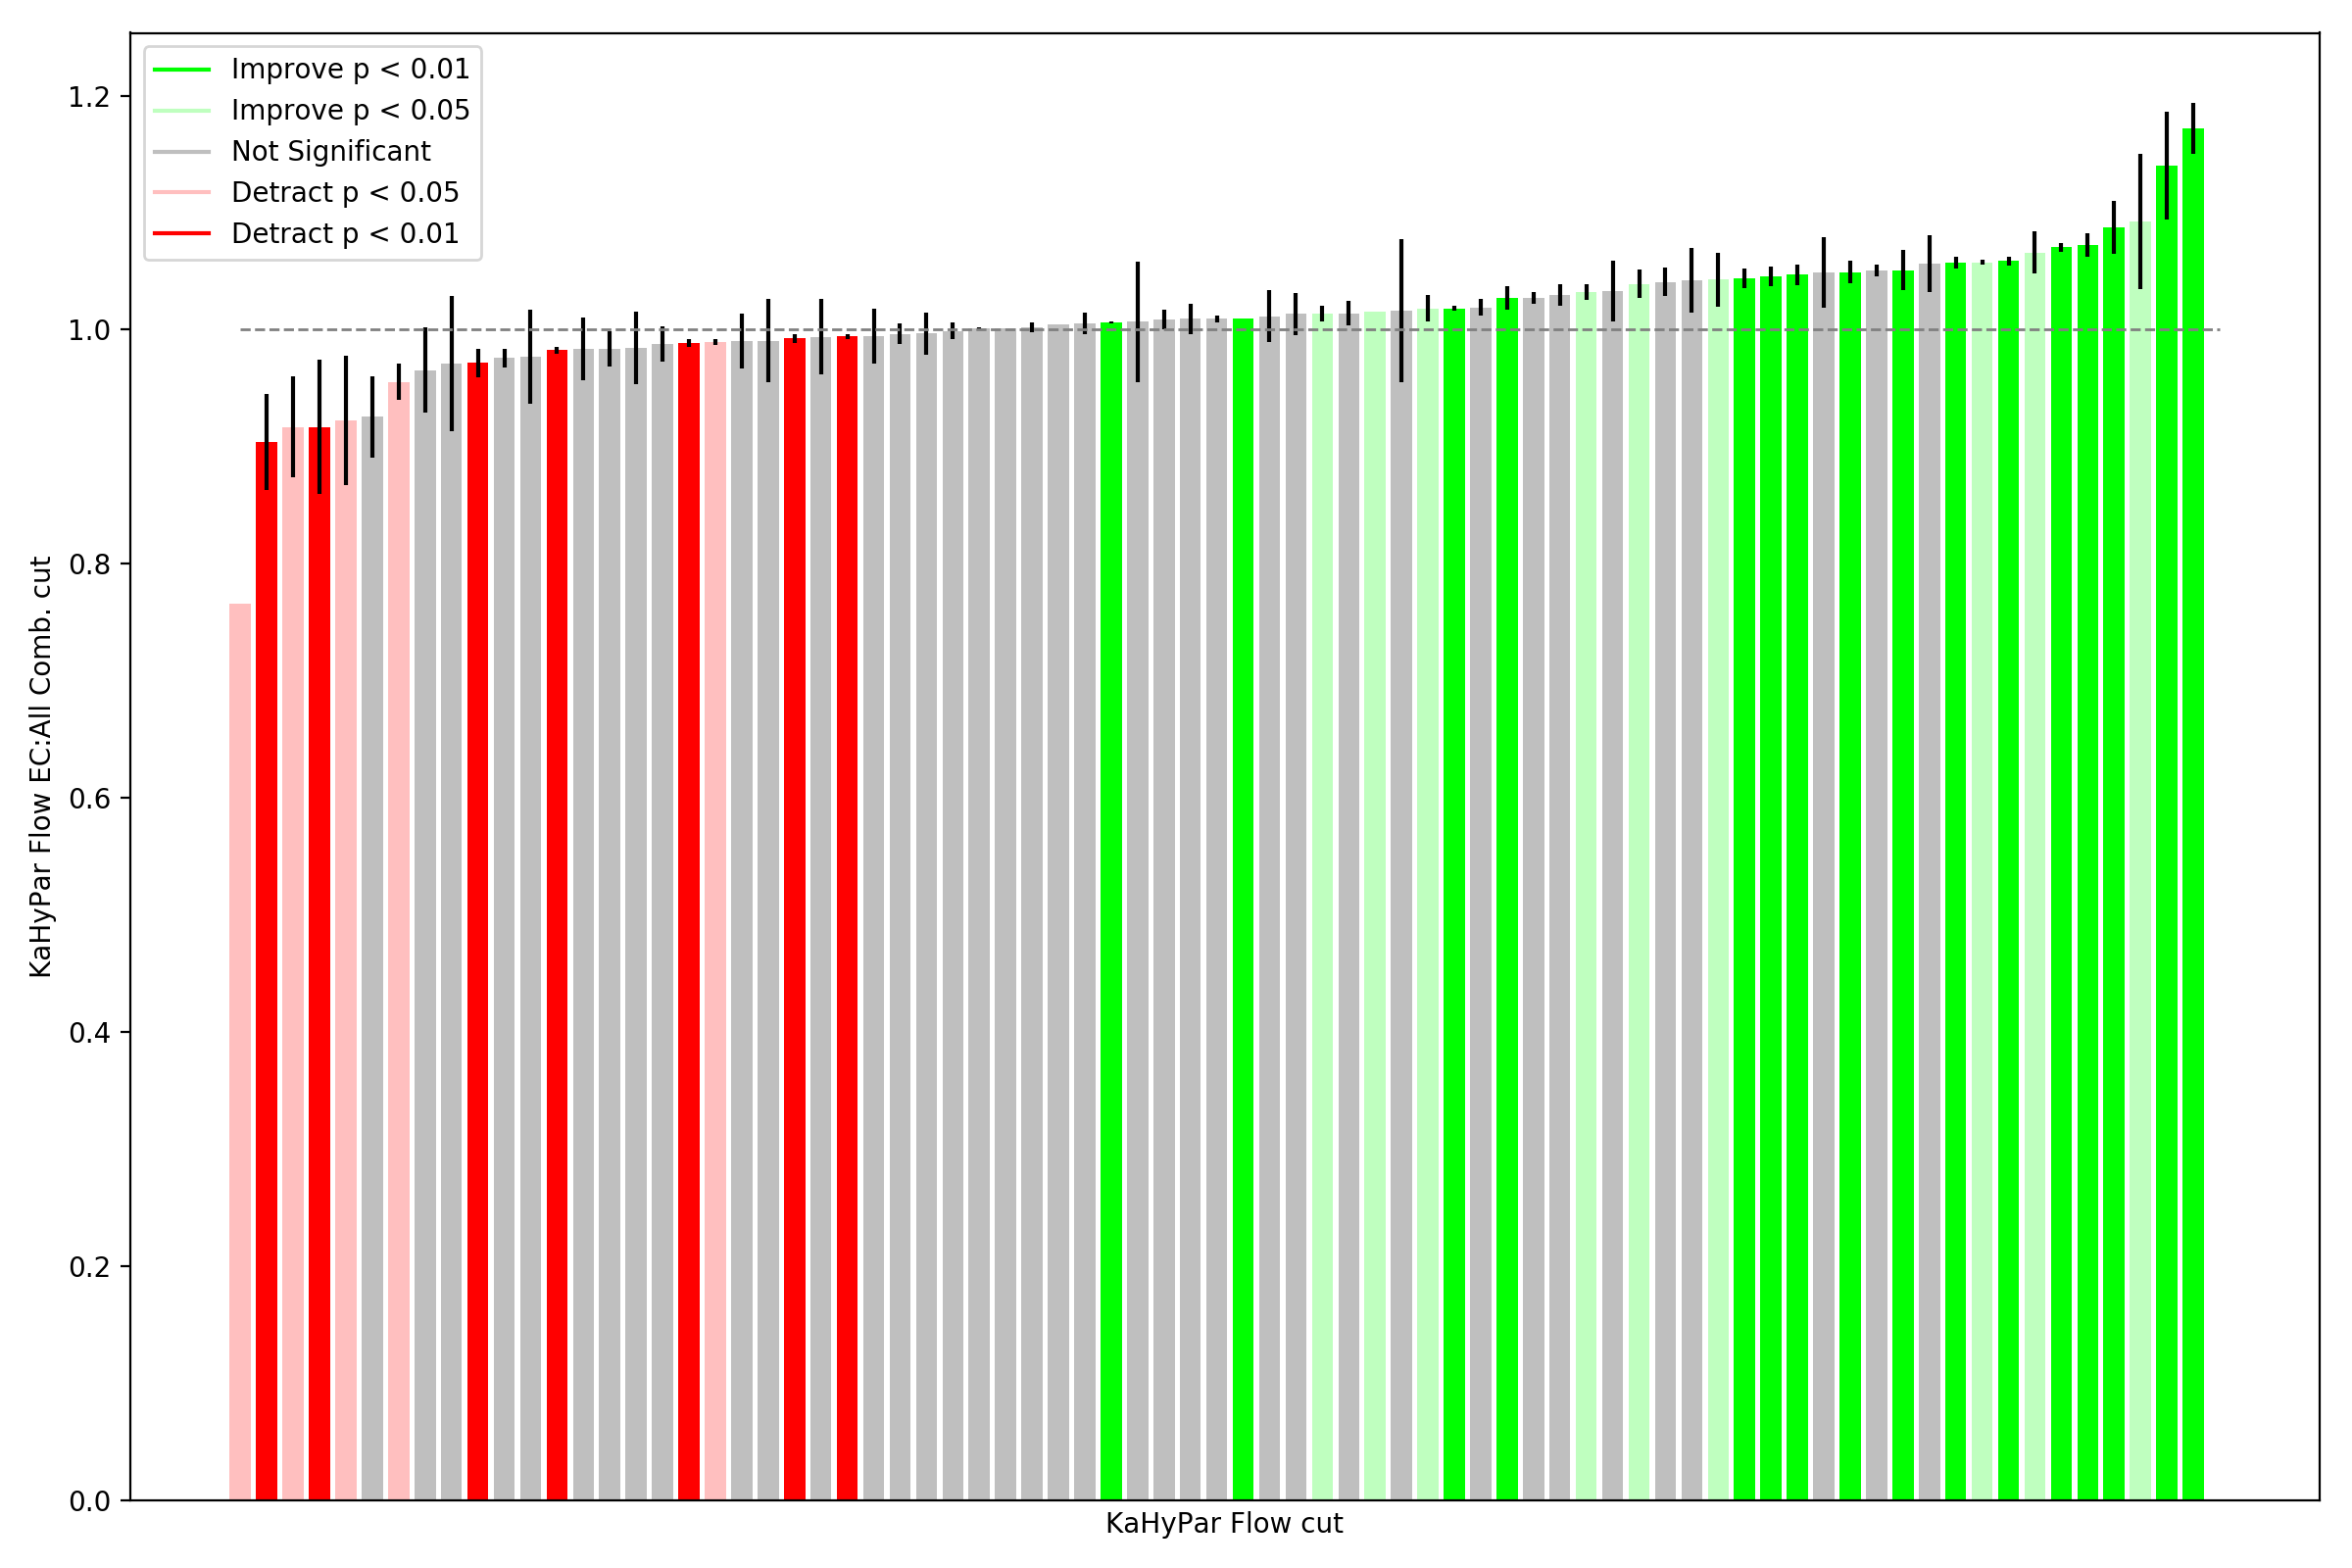 Improve p < 0.01
Improve p < 0.05
Not Significant
Detract p < 0.05
Detract p < 0.01
1.2
1.0
0.8
0.6
0.4
0.2
0.0
KaHyPar Flow EC:All Comb. cut
KaHyPar Flow cut